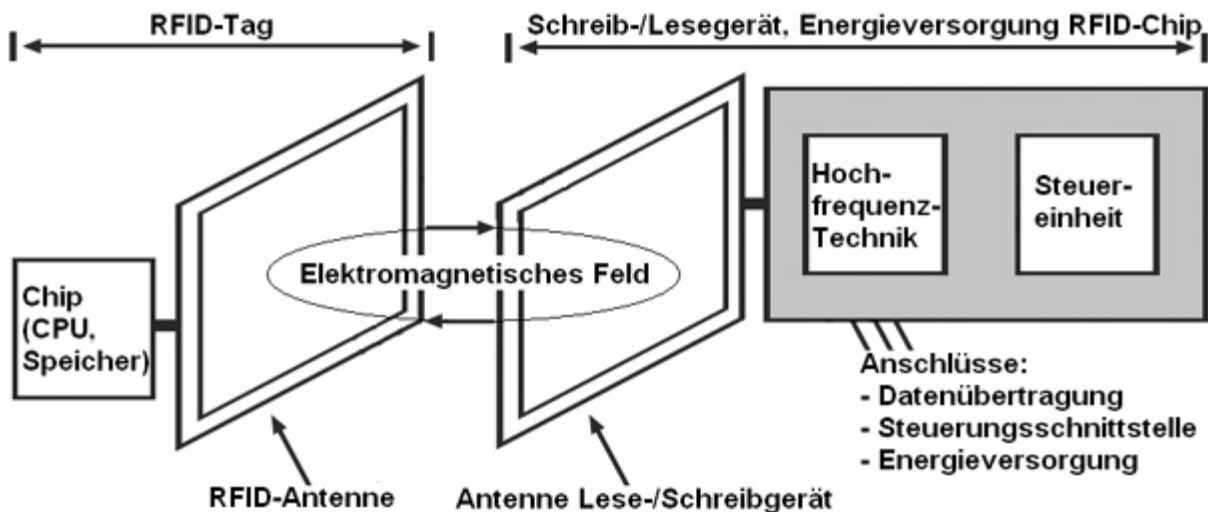 RFID-Tag
Schreib-/Lesegerät, Energieversorgung RFID-Chip
Hoch-
frequenz-
Technik
Steuer-
einheit
Elektromagnetisches Feld
Chip
(CPU,
Speicher)
Anschlüsse:
- Datenübertragung
- Steuerungsschnittstelle
- Energieversorgung
RFID-Antenne
Antenne Lese-/Schreibgerät